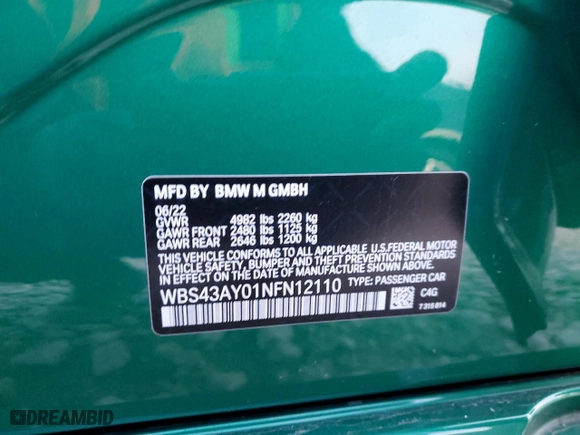 MFD BY BMW M GMBH
06/22
GVWR 4982 lbs 2260 kg
GAWR FRONT 2480 lbs 1125 kg
GAWR REAR 2646 lbs 1200 kg
THIS VEHICLE CONFORMS TO ALL APPLICABLE U.S.FEDERAL MOTOR
VEHICLE SAFETY, BUMPER, AND THEFT PREVENTION STANDARDS
IN EFFECT ON THE DATE OF MANUFACTURE SHOWN ABOVE.
WBS43AY01NFN12110 TYPE: PASSENGER CAR
C4G
7 315 814
DREAMBID